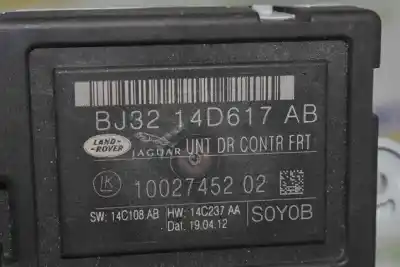 BJ32 14D617 AB
LAND-ROVER JAGUAR UNT DR CONTR FRT
LK 10027452 02
SW: 14C108 AB HW: 14C237 AA
Dat. 19.04.12
SOYOB